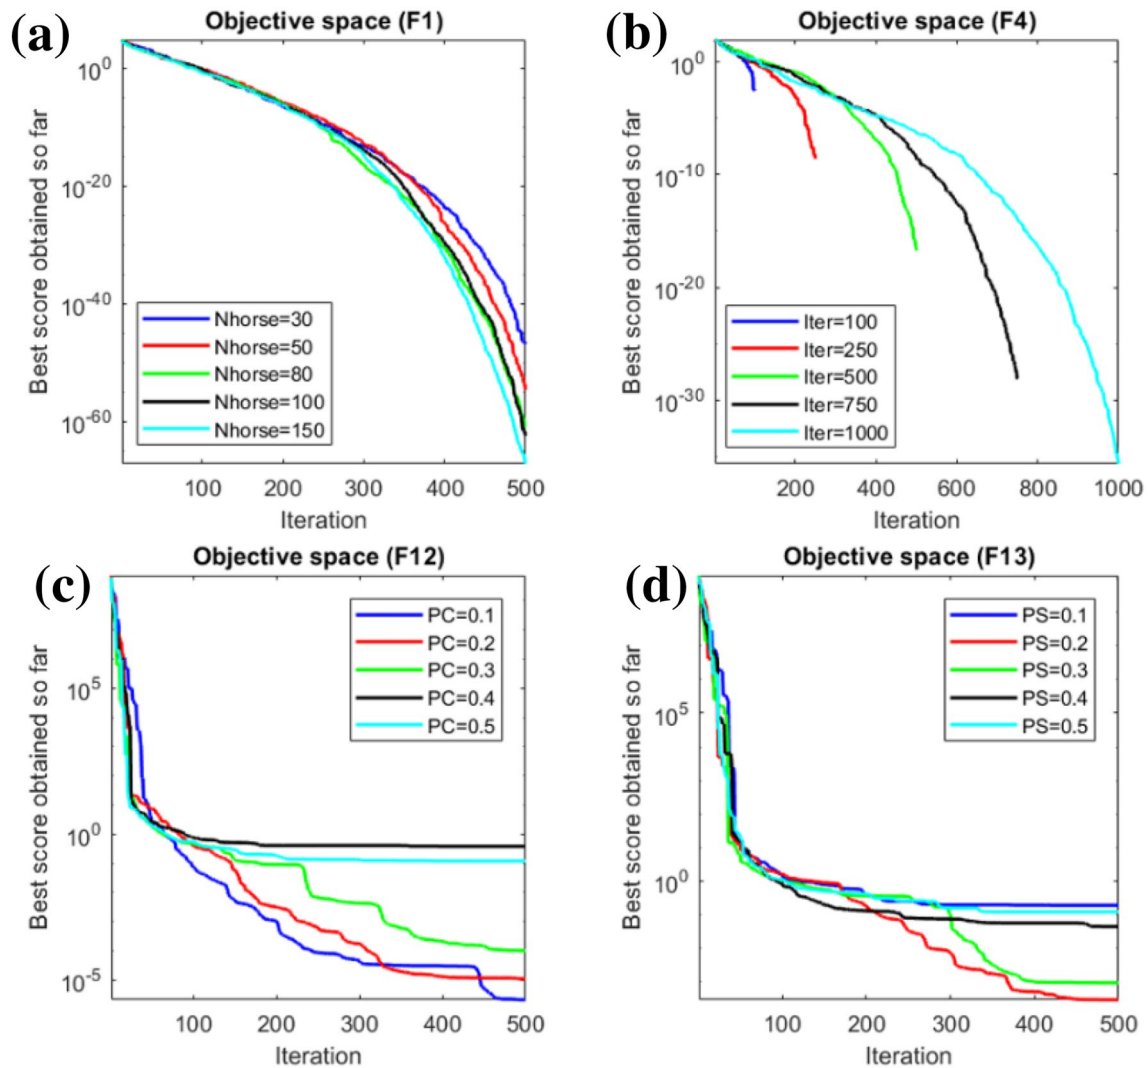 (a)
Objective space (F1)
Best score obtained so far
10^0
10^-20
10^-40
10^-60
Nhorse=30
Nhorse=50
Nhorse=80
Nhorse=100
Nhorse=150
100 200 300 400 500
Iteration
(b)
Objective space (F4)
Best score obtained so far
10^0
10^-10
10^-20
10^-30
Iter=100
Iter=250
Iter=500
Iter=750
Iter=1000
200 400 600 800 1000
Iteration
(c)
Objective space (F12)
Best score obtained so far
10^5
10^0
10^-5
PC=0.1
PC=0.2
PC=0.3
PC=0.4
PC=0.5
100 200 300 400 500
Iteration
(d)
Objective space (F13)
Best score obtained so far
10^5
10^0
PS=0.1
PS=0.2
PS=0.3
PS=0.4
PS=0.5
100 200 300 400 500
Iteration